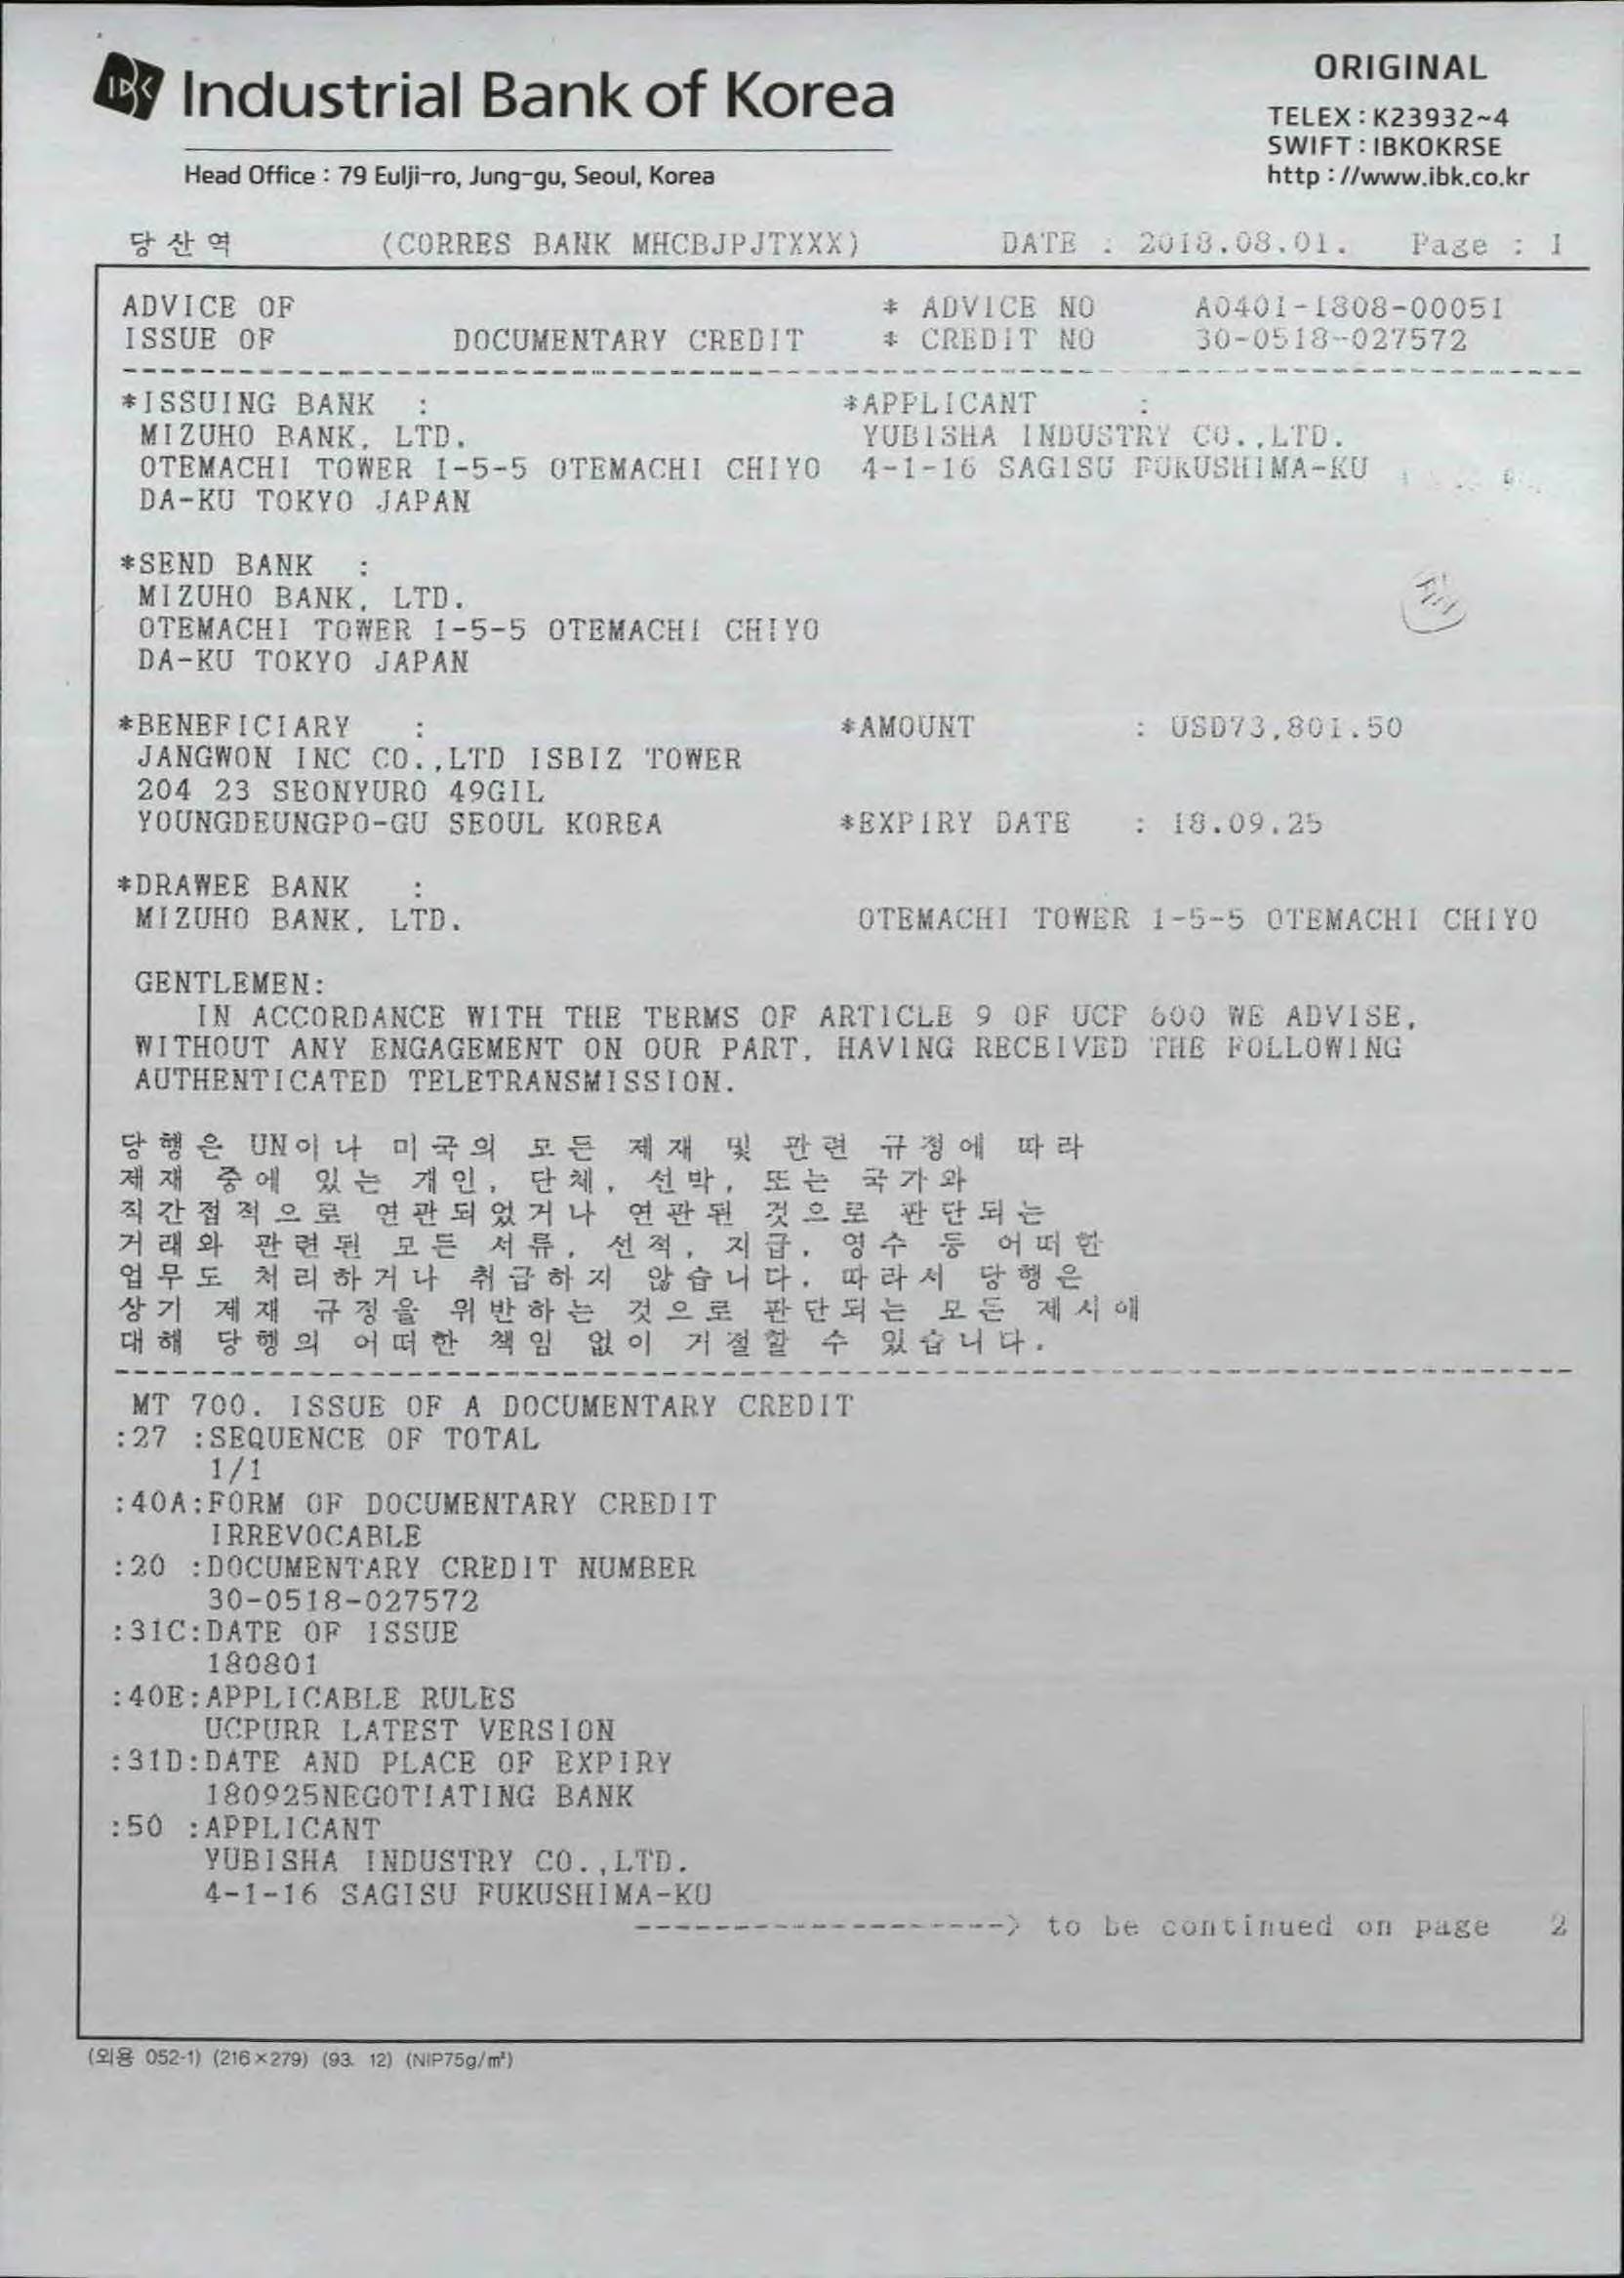 IBK Industrial Bank of Korea
Head Office : 79 Eulji-ro, Jung-gu, Seoul, Korea
ORIGINAL
TELEX : K23932~4
SWIFT : IBKOKRSE
http : //www.ibk.co.kr
당산역 (CORRES BANK MHCBJPJTXXX) DATE : 2018.08.01. Page : 1
ADVICE OF * ADVICE NO A0401-1808-00051
ISSUE OF DOCUMENTARY CREDIT * CREDIT NO 30-0518-027572
*ISSUING BANK : *APPLICANT :
MIZUHO BANK, LTD. YUBISHA INDUSTRY CO.,LTD.
OTEMACHI TOWER 1-5-5 OTEMACHI CHIYO 4-1-16 SAGISU FUKUSHIMA-KU
DA-KU TOKYO JAPAN
*SEND BANK :
MIZUHO BANK, LTD.
OTEMACHI TOWER 1-5-5 OTEMACHI CHIYO
DA-KU TOKYO JAPAN
*BENEFICIARY : *AMOUNT : USD73,801.50
JANGWON INC CO.,LTD ISBIZ TOWER
204 23 SEONYURO 49GIL
YOUNGDEUNGPO-GU SEOUL KOREA *EXPIRY DATE : 18.09.25
*DRAWEE BANK :
MIZUHO BANK, LTD. OTEMACHI TOWER 1-5-5 OTEMACHI CHIYO
GENTLEMEN:
IN ACCORDANCE WITH THE TERMS OF ARTICLE 9 OF UCP 600 WE ADVISE,
WITHOUT ANY ENGAGEMENT ON OUR PART, HAVING RECEIVED THE FOLLOWING
AUTHENTICATED TELETRANSMISSION.
당행은 UN이나 미국의 모든 제재 및 관련 규정에 따라
제재 중에 있는 개인, 단체, 선박, 또는 국가와
직간접적으로 연관되었거나 연관된 것으로 판단되는
거래와 관련된 모든 서류, 선적, 지급, 영수 등 어떠한
업무도 처리하거나 취급하지 않습니다. 따라서 당행은
상기 제재 규정을 위반하는 것으로 판단되는 모든 제시에
대해 당행의 어떠한 책임 없이 거절할 수 있습니다.
MT 700. ISSUE OF A DOCUMENTARY CREDIT
:27 :SEQUENCE OF TOTAL
1/1
:40A:FORM OF DOCUMENTARY CREDIT
IRREVOCABLE
:20 :DOCUMENTARY CREDIT NUMBER
30-0518-027572
:31C:DATE OF ISSUE
180801
:40E:APPLICABLE RULES
UCPURR LATEST VERSION
:31D:DATE AND PLACE OF EXPIRY
180925NEGOTIATING BANK
:50 :APPLICANT
YUBISHA INDUSTRY CO.,LTD.
4-1-16 SAGISU FUKUSHIMA-KU
-------------------> to be continued on page 2
(외용 052-1) (216×279) (93. 12) (NIP75g/㎡)